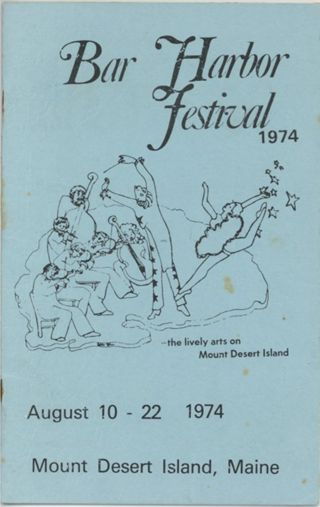 Bar Harbor
Festival
1974
the lively arts on
Mount Desert Island
August 10 - 22 1974
Mount Desert Island, Maine